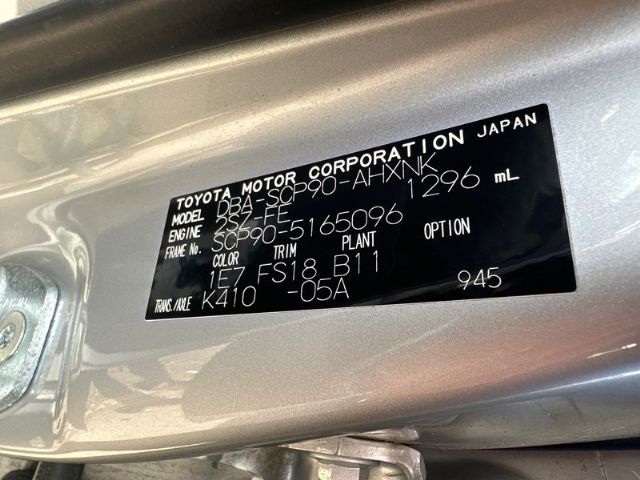 TOYOTA MOTOR CORPORATION JAPAN
MODEL DBA-SCP90-AHXNK
ENGINE 2SZ-FE 1296 mL
FRAME No. SCP90-5165096
COLOR TRIM PLANT OPTION
1E7 FS18 B11
TRANS./AXLE K410 -05A 945